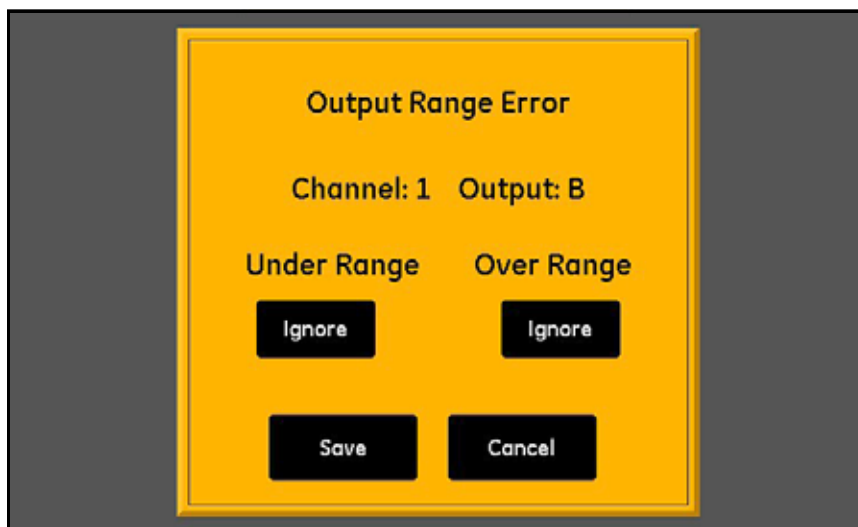 Output Range Error
Channel: 1 Output: B
Under Range Over Range
Ignore Ignore
Save Cancel